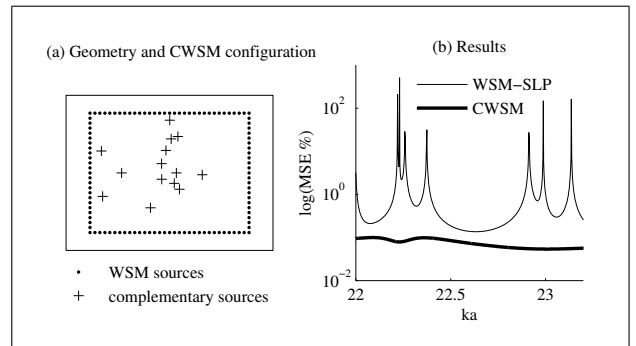 (a) Geometry and CWSM configuration
WSM sources
complementary sources
(b) Results
WSM−SLP
CWSM
log(MSE %)
10^2
10^0
10^−2
22
22.5
23
ka